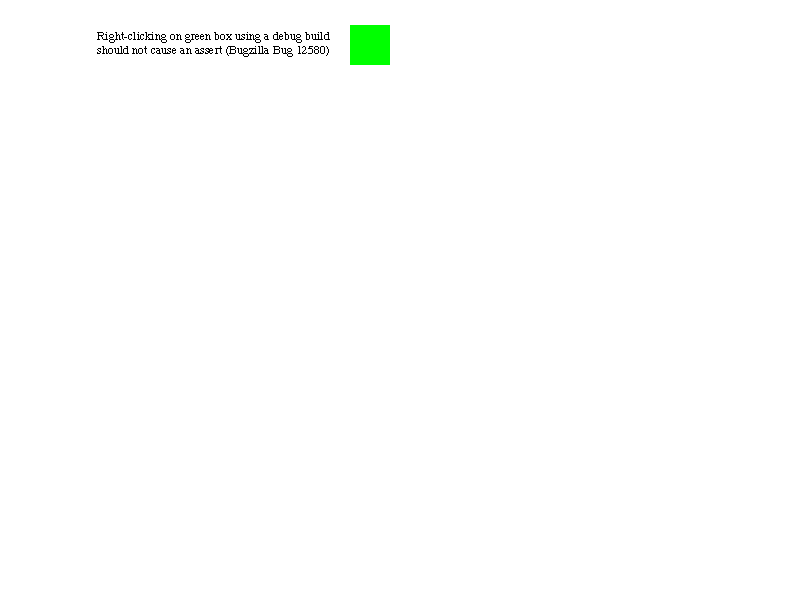 Right-clicking on green box using a debug build
should not cause an assert (Bugzilla Bug 12580)